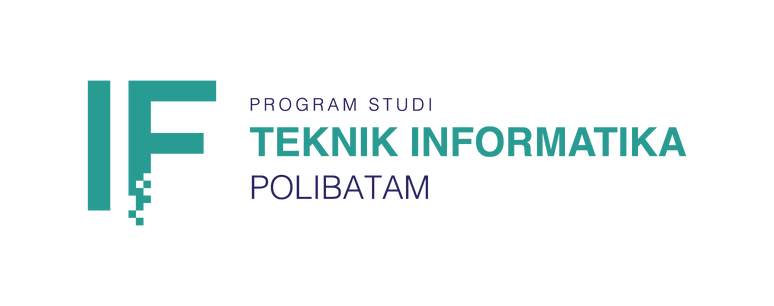 IF
PROGRAM STUDI
TEKNIK INFORMATIKA
POLIBATAM